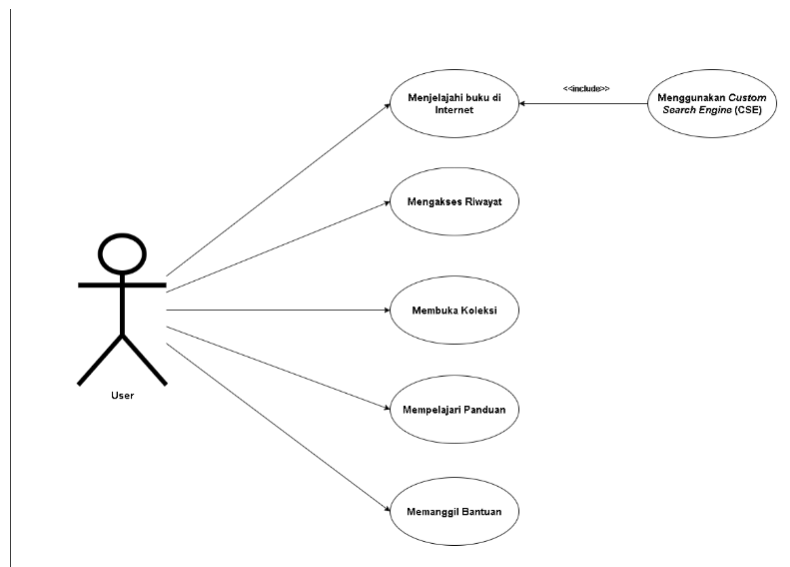 Menjelajahi buku di
Internet
<<include>>
Menggunakan Custom
Search Engine (CSE)
Mengakses Riwayat
Membuka Koleksi
User
Mempelajari Panduan
Memanggil Bantuan